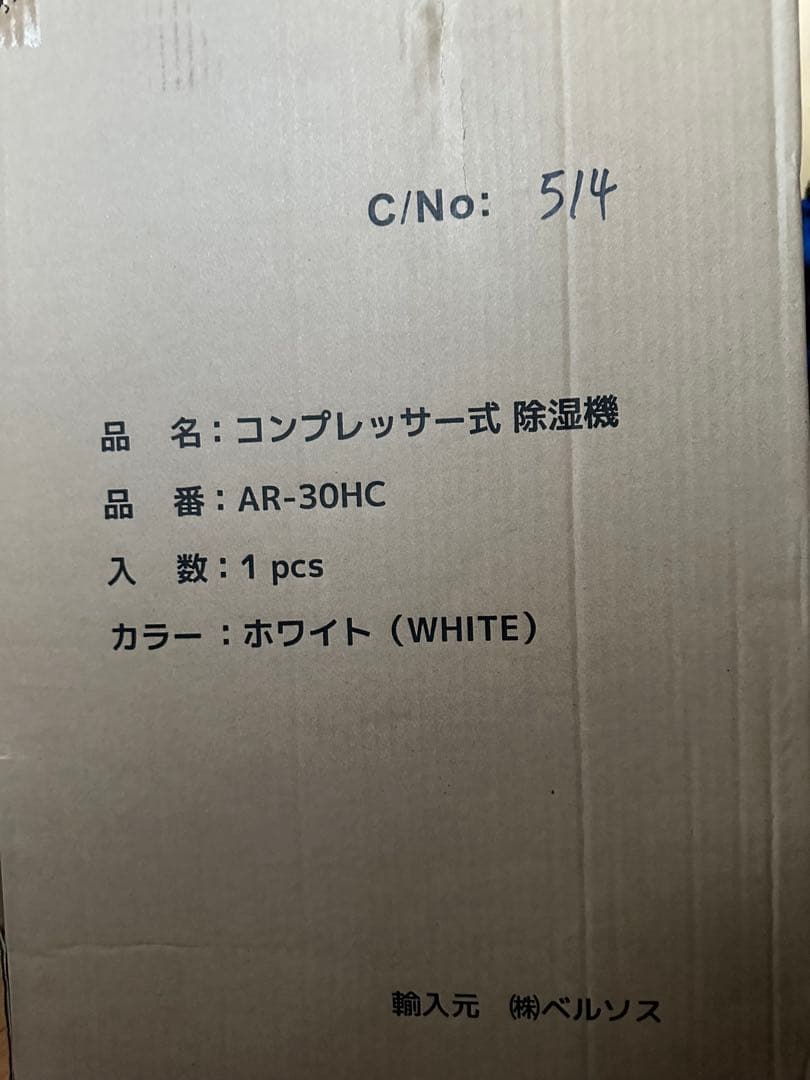 C/No: 514
品 名：コンプレッサー式 除湿機
品 番：AR-30HC
入 数：1 pcs
カラー：ホワイト（WHITE）
輸入元 ㈱ベルソス